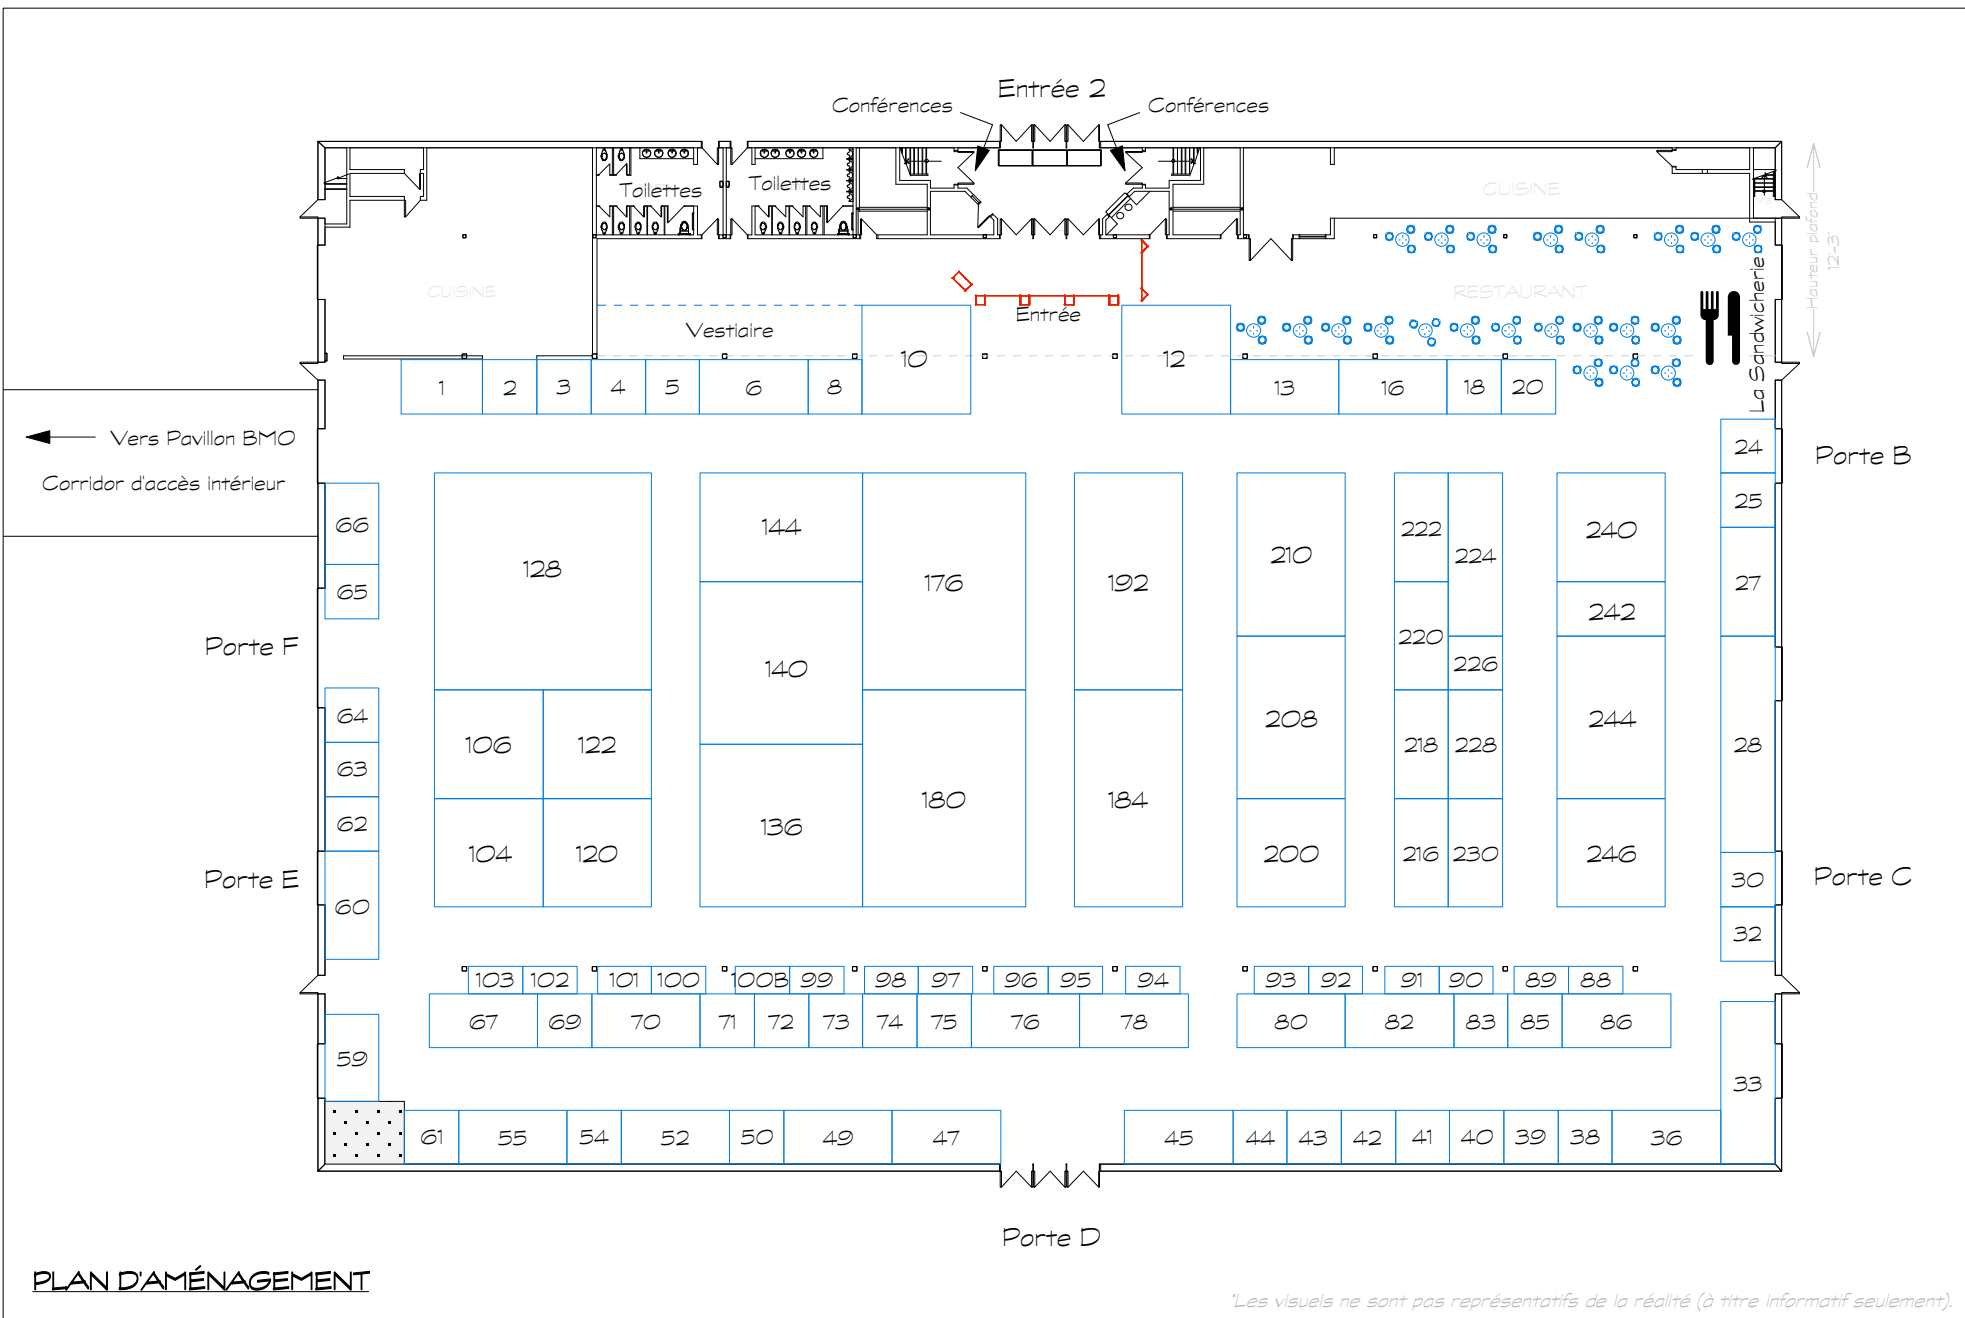 Entrée 2
Conférences
Conférences
Toilettes
Toilettes
CUISINE
CUISINE
RESTAURANT
Hauteur plafond
12'-3"
La Sandwicherie
Entrée
Vestiaire
1 2 3 4 5 6 8 10 12 13 16 18 20
Vers Pavillon BMO
Corridor d'accès intérieur
Porte B
24
25
27
28
30
32
33
Porte C
66
65
Porte F
64
63
62
Porte E
60
59
128
106 122
104 120
144
140
136
176
180
192
184
210
208
200
222 224
220 226
218 228
216 230
240
242
244
246
103 102 101 100 100B 99 98 97 96 95 94 93 92 91 90 89 88
67 69 70 71 72 73 74 75 76 78 80 82 83 85 86
61 55 54 52 50 49 47 45 44 43 42 41 40 39 38 36
Porte D
PLAN D'AMÉNAGEMENT
*Les visuels ne sont pas représentatifs de la réalité (à titre informatif seulement).